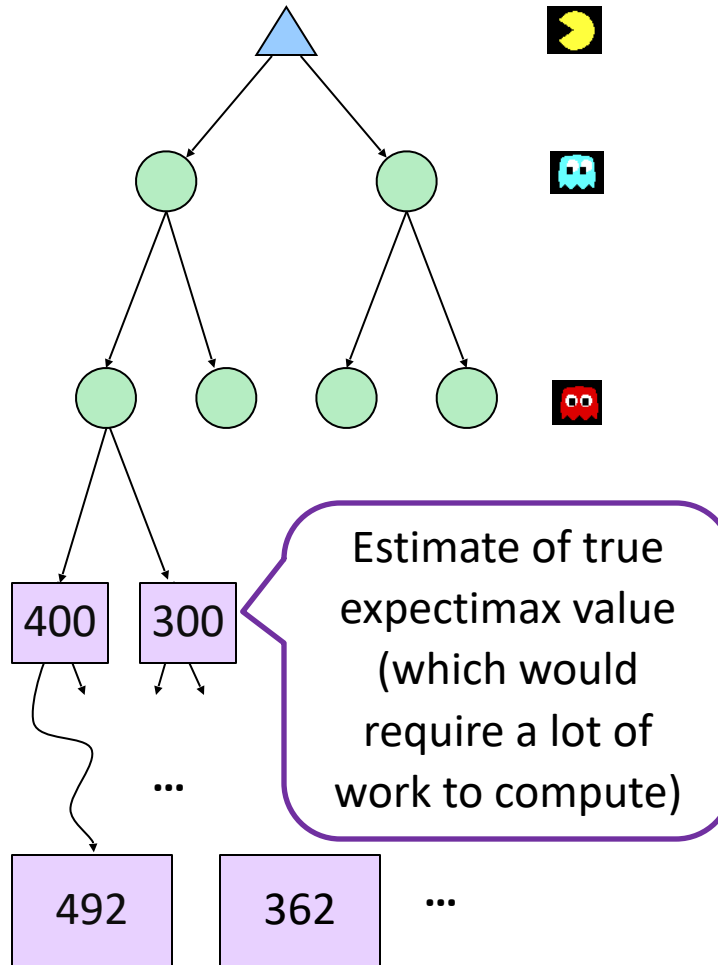 Estimate of true
expectimax value
(which would
require a lot of
work to compute)
400
300
...
492
362
...